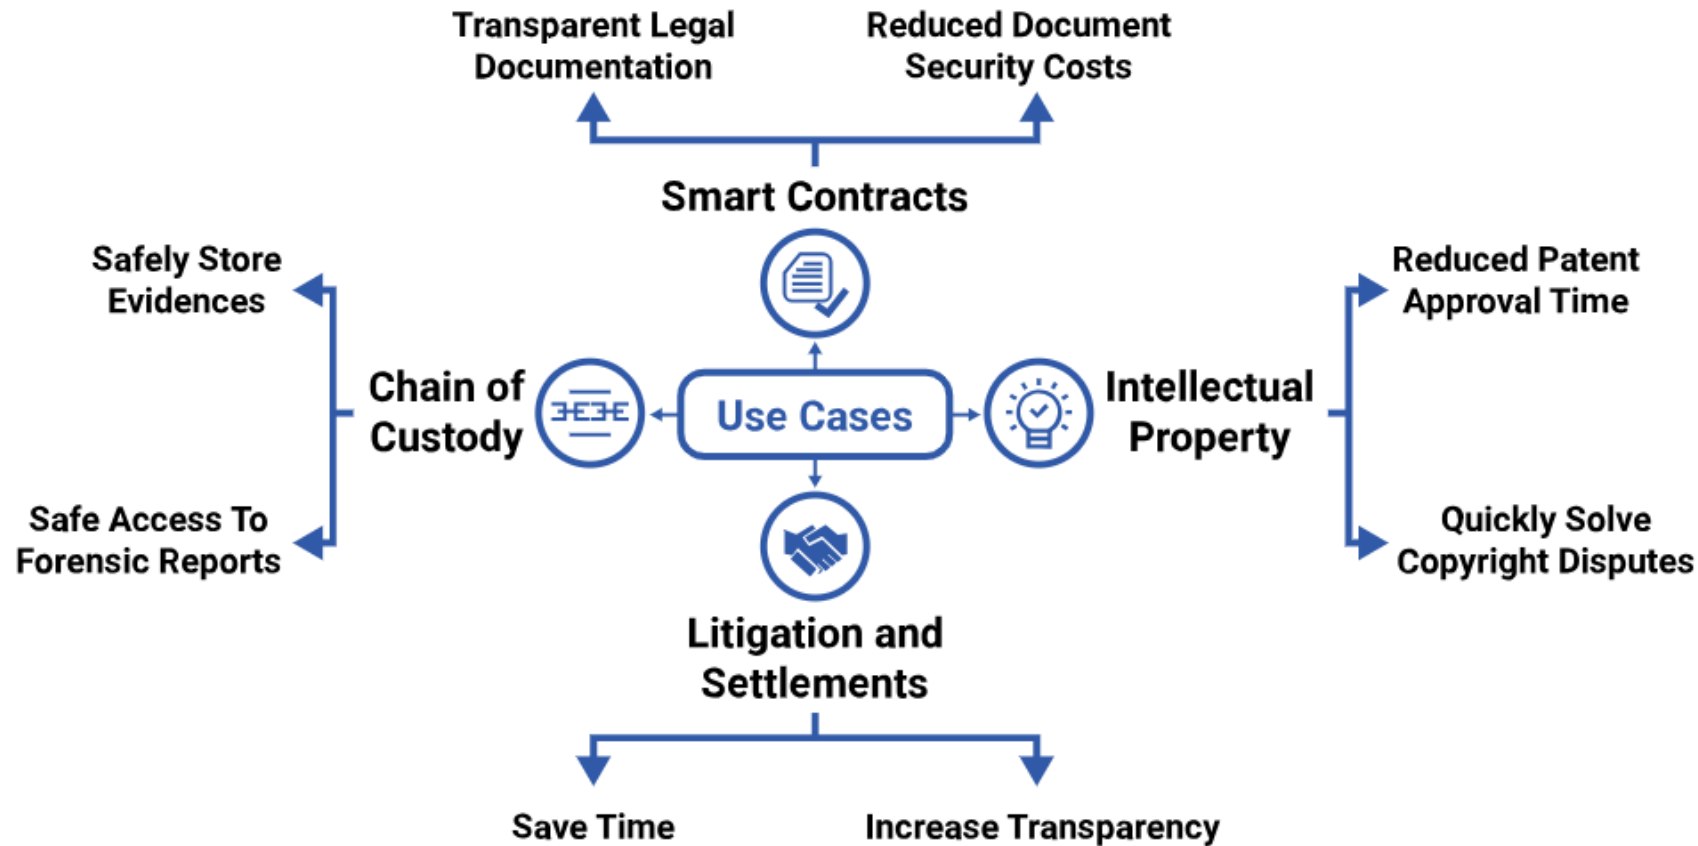 Transparent Legal
Documentation
Reduced Document
Security Costs
Smart Contracts
Safely Store
Evidences
Reduced Patent
Approval Time
Chain of
Custody
Use Cases
Intellectual
Property
Safe Access To
Forensic Reports
Quickly Solve
Copyright Disputes
Litigation and
Settlements
Save Time
Increase Transparency